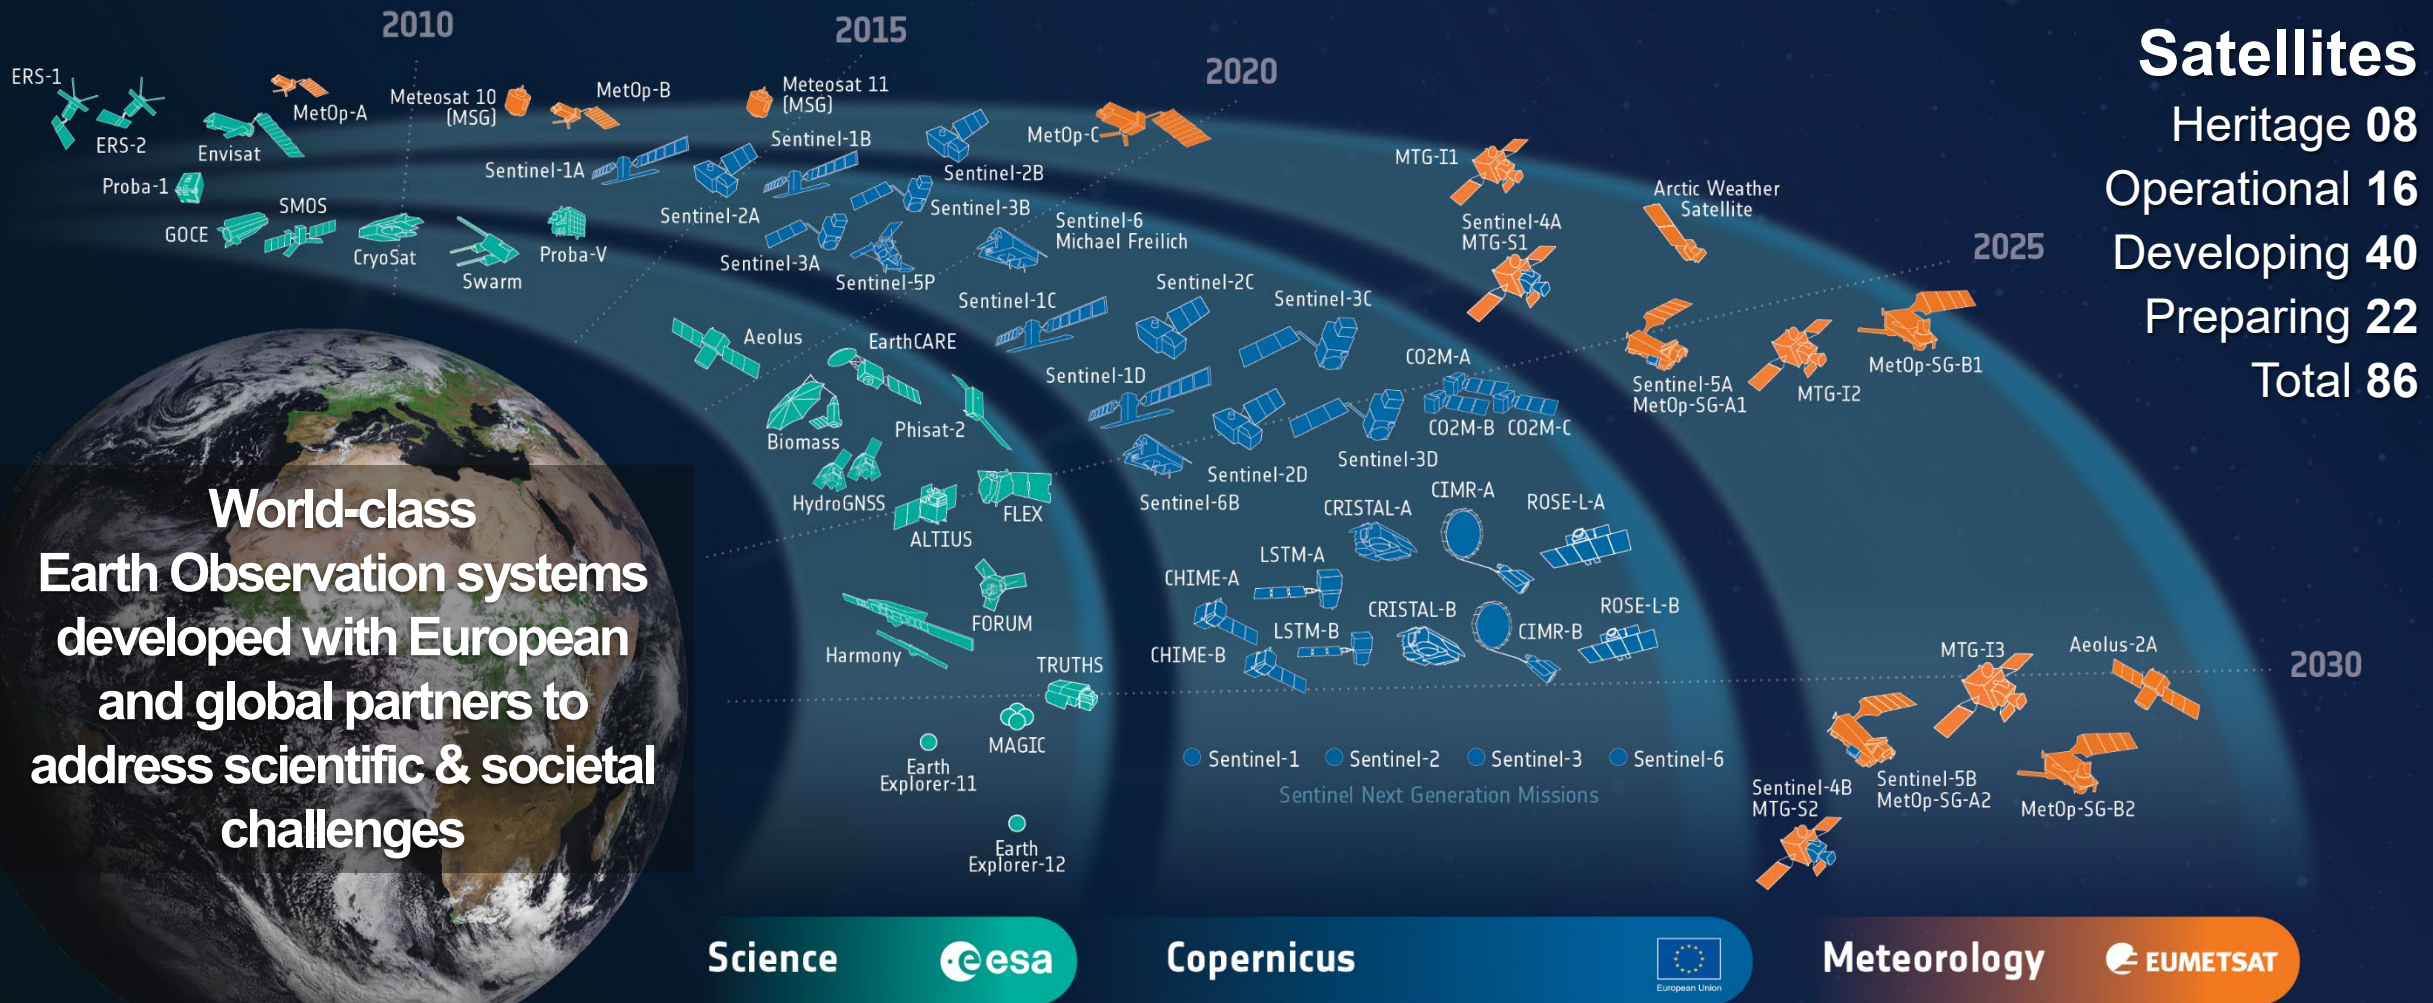 2010
2015
2020
2025
2030
Satellites
Heritage 08
Operational 16
Developing 40
Preparing 22
Total 86
ERS-1
ERS-2
Envisat
MetOp-A
Meteosat 10
(MSG)
MetOp-B
Meteosat 11
(MSG)
MetOp-C
MTG-I1
Arctic Weather
Satellite
Sentinel-4A
MTG-S1
Sentinel-5A
MetOp-SG-A1
MTG-I2
MetOp-SG-B1
Proba-1
GOCE
SMOS
CryoSat
Swarm
Proba-V
Sentinel-1A
Sentinel-2A
Sentinel-1B
Sentinel-2B
Sentinel-3B
Sentinel-3A
Sentinel-5P
Sentinel-6
Michael Freilich
Sentinel-1C
Sentinel-2C
Sentinel-3C
Sentinel-1D
Sentinel-2D
Sentinel-3D
Sentinel-6B
CO2M-A
CO2M-B
CO2M-C
Aeolus
EarthCARE
Biomass
Phisat-2
HydroGNSS
ALTIUS
FLEX
FORUM
Harmony
TRUTHS
MAGIC
Earth
Explorer-11
Earth
Explorer-12
CRISTAL-A
CIMR-A
ROSE-L-A
LSTM-A
CHIME-A
CRISTAL-B
CIMR-B
ROSE-L-B
LSTM-B
CHIME-B
Sentinel-1
Sentinel-2
Sentinel-3
Sentinel-6
Sentinel Next Generation Missions
MTG-I3
Aeolus-2A
Sentinel-4B
MTG-S2
Sentinel-5B
MetOp-SG-A2
MetOp-SG-B2
World-class
Earth Observation systems
developed with European
and global partners to
address scientific & societal
challenges
Science
esa
Copernicus
European Union
Meteorology
EUMETSAT